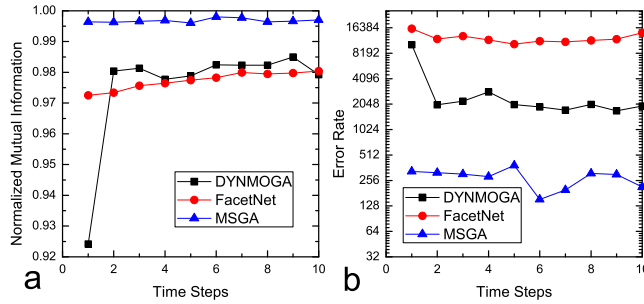 Normalized Mutual Information
1.00
0.99
0.98
0.97
0.96
0.95
0.94
0.93
0.92
0
2
4
6
8
10
Time Steps
DYNMOGA
FacetNet
MSGA
a
Error Rate
16384
8192
4096
2048
1024
512
256
128
64
32
0
2
4
6
8
10
Time Steps
DYNMOGA
FacetNet
MSGA
b